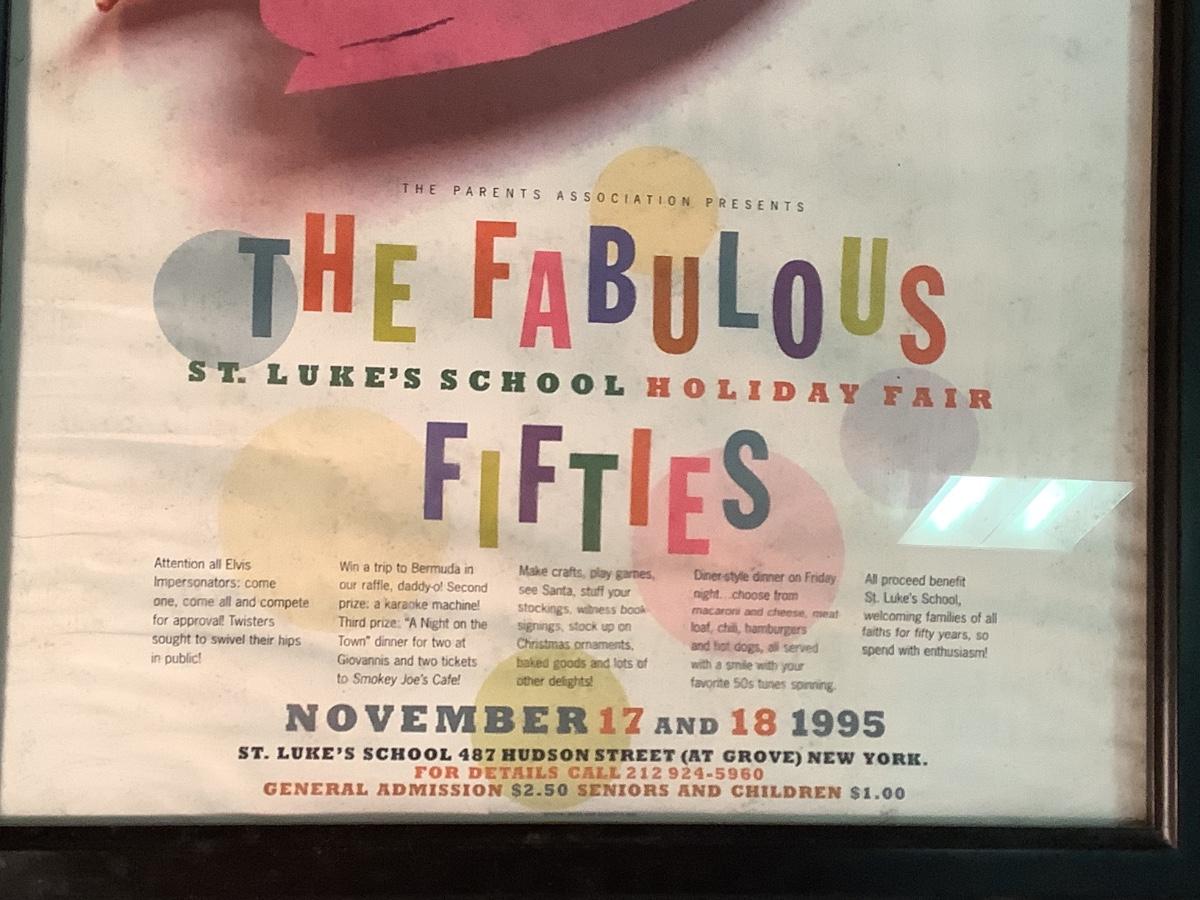 THE PARENTS ASSOCIATION PRESENTS
THE FABULOUS
ST. LUKE'S SCHOOL HOLIDAY FAIR
FIFTIES
Attention all Elvis
Impersonators: come
one, come all and compete
for approval! Twisters
sought to swivel their hips
in public!
Win a trip to Bermuda in
our raffle, daddy-o! Second
prize: a karaoke machine!
Third prize: "A Night on the
Town" dinner for two at
Giovannis and two tickets
to Smokey Joe's Cafe!
Make crafts, play games,
see Santa, stuff your
stockings, witness book
signings, stock up on
Christmas ornaments,
baked goods and lots of
other delights!
Diner-style dinner on Friday
night...choose from
macaroni and cheese, meat
loaf, chili, hamburgers
and hot dogs, all served
with a smile with your
favorite 50s tunes spinning.
All proceed benefit
St. Luke's School,
welcoming families of all
faiths for fifty years, so
spend with enthusiasm!
NOVEMBER 17 AND 18 1995
ST. LUKE'S SCHOOL 487 HUDSON STREET (AT GROVE) NEW YORK.
FOR DETAILS CALL 212 924-5960
GENERAL ADMISSION $2.50 SENIORS AND CHILDREN $1.00